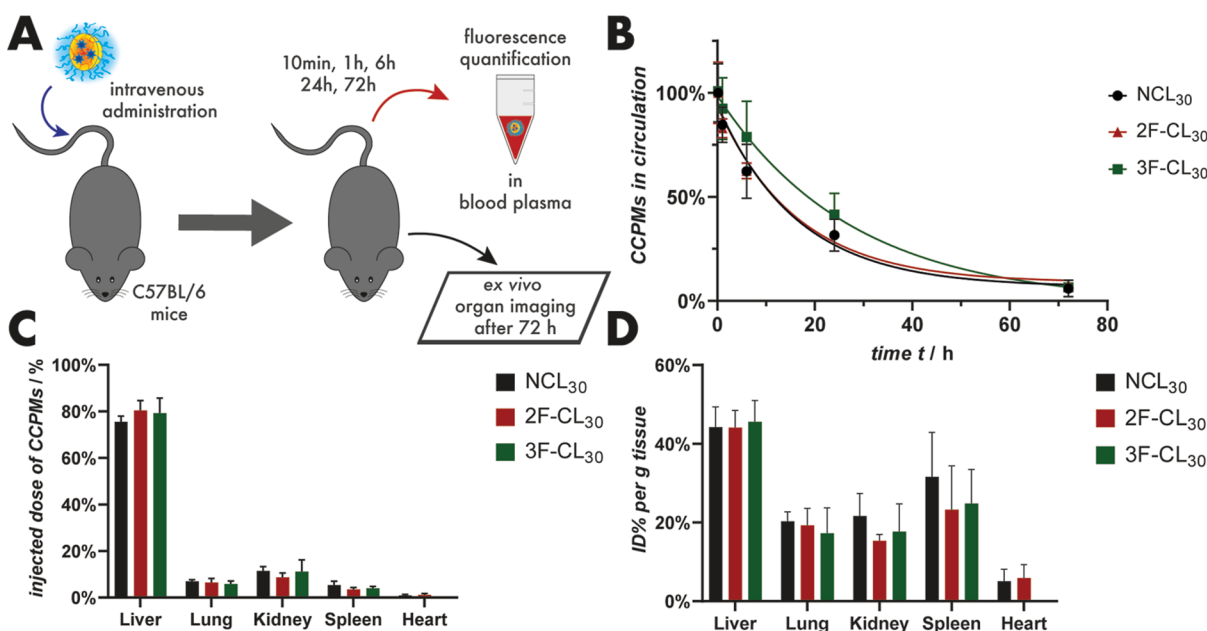 A
intravenous
administration
C57BL/6
mice
10min, 1h, 6h
24h, 72h
fluorescence
quantification
in
blood plasma
ex vivo
organ imaging
after 72 h
B
CCPMs in circulation
100%
50%
0%
0
20
40
60
80
time t / h
NCL₃₀
2F-CL₃₀
3F-CL₃₀
C
injected dose of CCPMs / %
100%
80%
60%
40%
20%
0%
Liver
Lung
Kidney
Spleen
Heart
NCL₃₀
2F-CL₃₀
3F-CL₃₀
D
ID% per g tissue
60%
40%
20%
0%
Liver
Lung
Kidney
Spleen
Heart
NCL₃₀
2F-CL₃₀
3F-CL₃₀